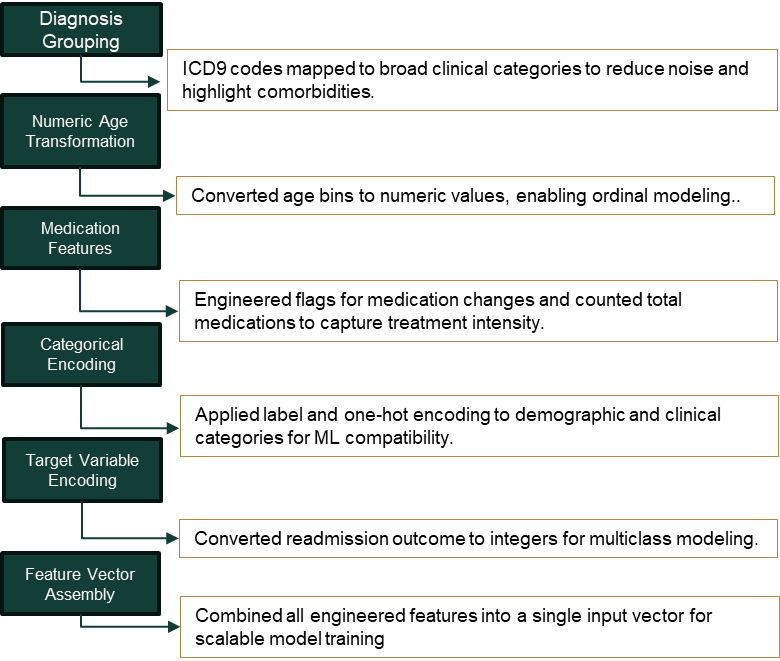 Diagnosis
Grouping
ICD9 codes mapped to broad clinical categories to reduce noise and
highlight comorbidities.
Numeric Age
Transformation
Converted age bins to numeric values, enabling ordinal modeling..
Medication
Features
Engineered flags for medication changes and counted total
medications to capture treatment intensity.
Categorical
Encoding
Applied label and one-hot encoding to demographic and clinical
categories for ML compatibility.
Target Variable
Encoding
Converted readmission outcome to integers for multiclass modeling.
Feature Vector
Assembly
Combined all engineered features into a single input vector for
scalable model training